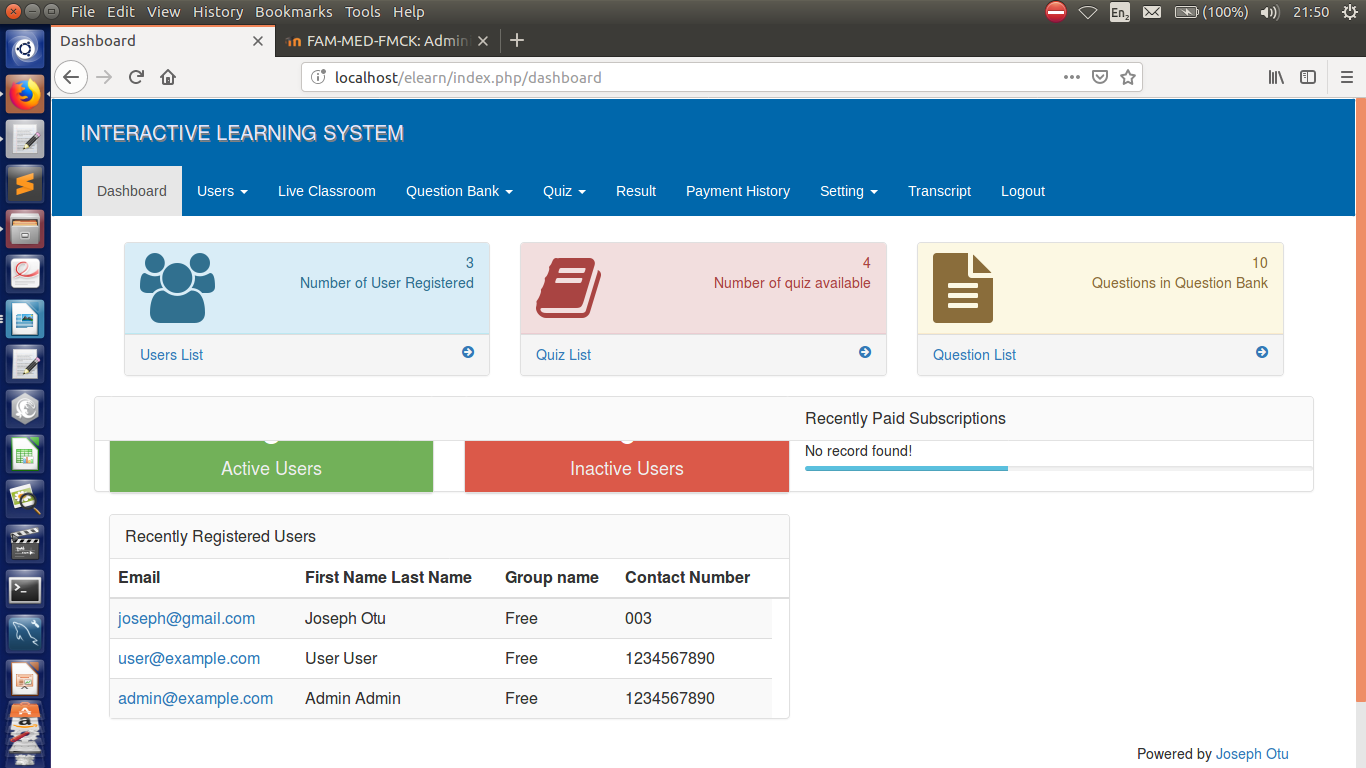 File Edit View History Bookmarks Tools Help
En2 (100%) 21:50
Dashboard
FAM-MED-FMCK: Admin
localhost/elearn/index.php/dashboard
INTERACTIVE LEARNING SYSTEM
Dashboard Users Live Classroom Question Bank Quiz Result Payment History Setting Transcript Logout
3
Number of User Registered
Users List
4
Number of quiz available
Quiz List
10
Questions in Question Bank
Question List
Active Users
Inactive Users
Recently Paid Subscriptions
No record found!
Recently Registered Users
Email First Name Last Name Group name Contact Number
joseph@gmail.com Joseph Otu Free 003
user@example.com User User Free 1234567890
admin@example.com Admin Admin Free 1234567890
Powered by Joseph Otu